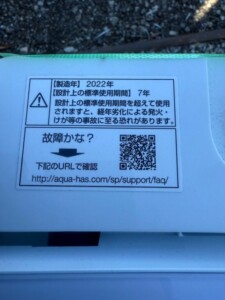 【製造年】2022年
【設計上の標準使用期間】7年
設計上の標準使用期間を超えて使用
されますと、経年劣化による発火・
けが等の事故に至る恐れがあります。
故障かな?
下記のURLで確認
http://aqua-has.com/sp/support/faq/